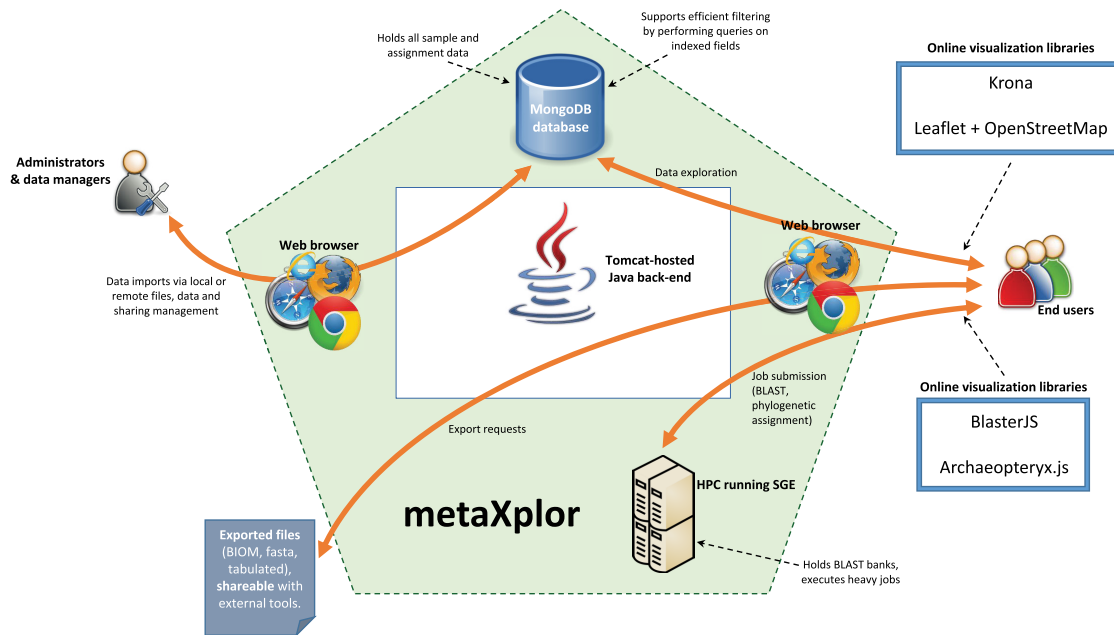 Holds all sample and
assignment data
Supports efficient filtering
by performing queries on
indexed fields
Online visualization libraries
Krona
Leaflet + OpenStreetMap
MongoDB
database
Administrators
& data managers
Data exploration
Web browser
Web browser
Tomcat-hosted
Java back-end
Data imports via local or
remote files, data and
sharing management
End users
Job submission
(BLAST,
phylogenetic
assignment)
Online visualization libraries
BlasterJS
Archaeopteryx.js
Export requests
HPC running SGE
metaXplor
Exported files
(BIOM, fasta,
tabulated),
shareable with
external tools.
Holds BLAST banks,
executes heavy jobs